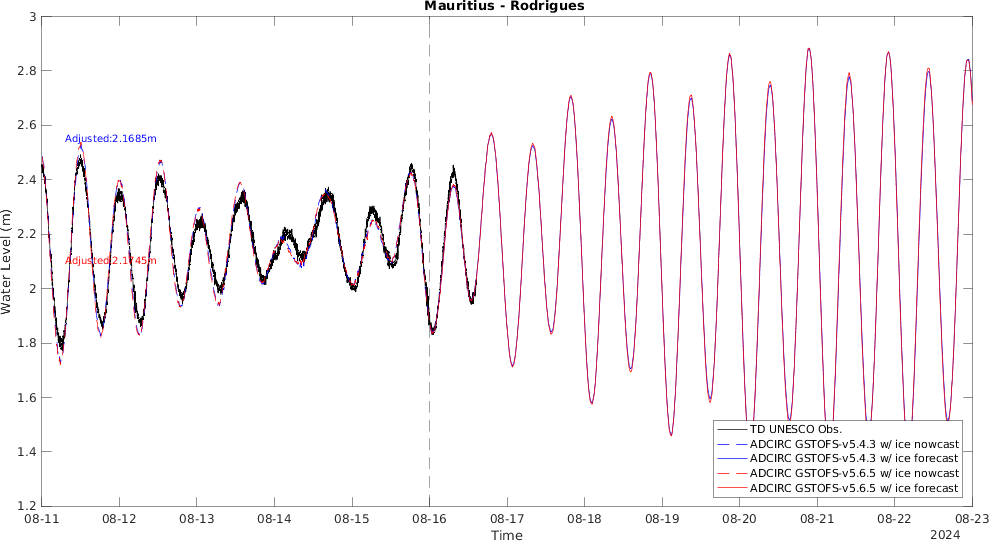 Mauritius - Rodrigues
3
2.8
2.6
2.4
2.2
2
1.8
1.6
1.4
1.2
Water Level (m)
Adjusted:2.1685m
Adjusted:2.1745m
TD UNESCO Obs.
ADCIRC GSTOFS-v5.4.3 w/ ice nowcast
ADCIRC GSTOFS-v5.4.3 w/ ice forecast
ADCIRC GSTOFS-v5.6.5 w/ ice nowcast
ADCIRC GSTOFS-v5.6.5 w/ ice forecast
08-11 08-12 08-13 08-14 08-15 08-16 08-17 08-18 08-19 08-20 08-21 08-22 08-23
Time
2024